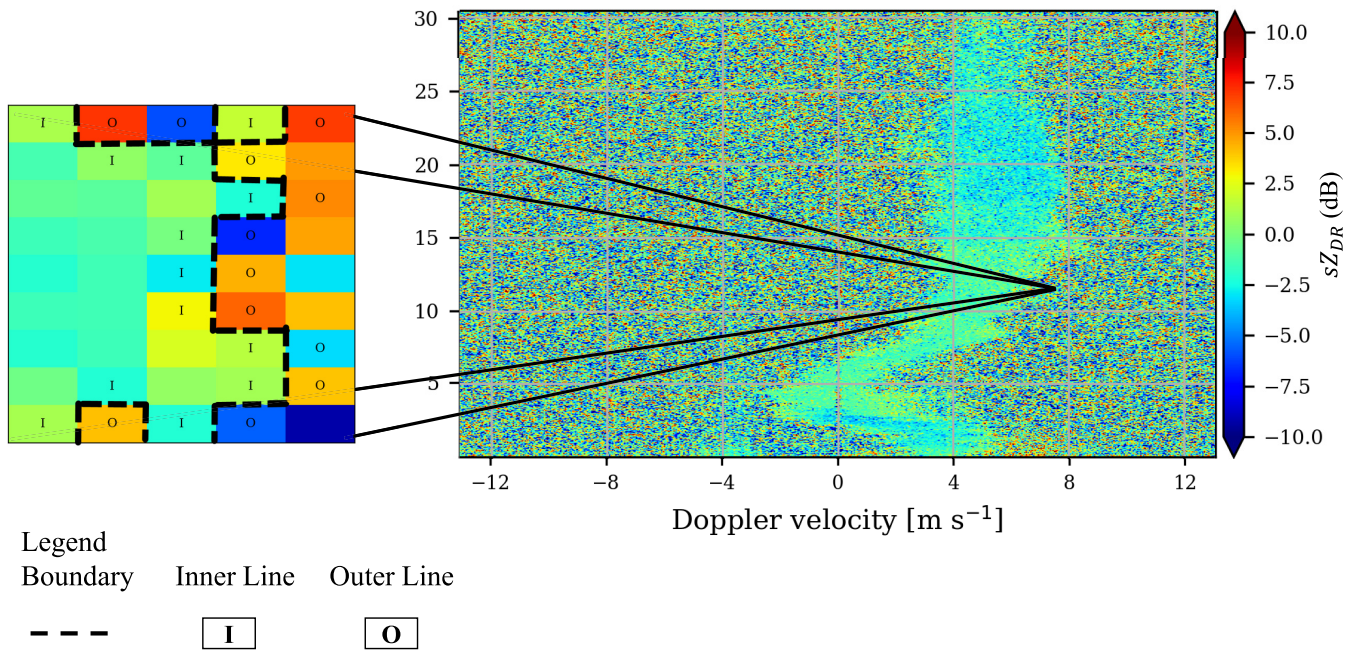 30
25
20
15
10
5
−12 −8 −4 0 4 8 12
Doppler velocity [m s⁻¹]
10.0
7.5
5.0
2.5
0.0
−2.5
−5.0
−7.5
−10.0
sZ_DR (dB)
I O O I O
I I O
I O
I O
I O
I O
I O
I I O
I O I O
Legend
Boundary Inner Line Outer Line
I O